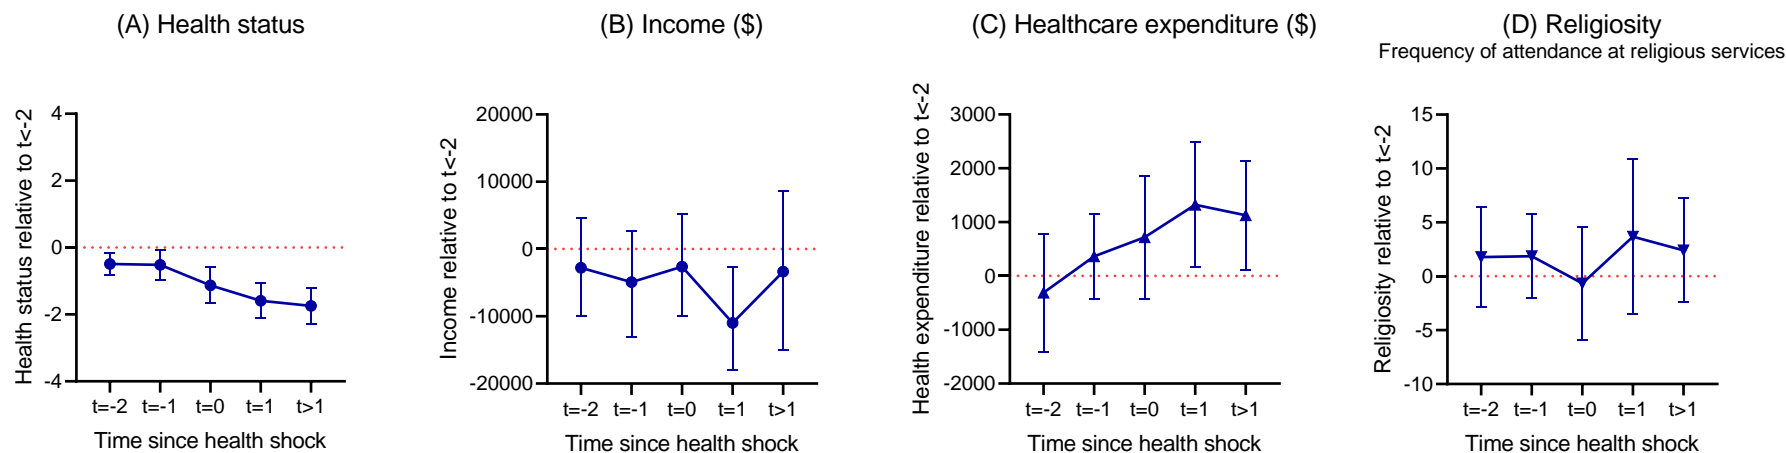 (A) Health status
Health status relative to t<-2
4
2
0
-2
-4
t=-2 t=-1 t=0 t=1 t>1
Time since health shock
(B) Income ($)
Income relative to t<-2
20000
10000
0
-10000
-20000
t=-2 t=-1 t=0 t=1 t>1
Time since health shock
(C) Healthcare expenditure ($)
Health expenditure relative to t<-2
3000
2000
1000
0
-1000
-2000
t=-2 t=-1 t=0 t=1 t>1
Time since health shock
(D) Religiosity
Frequency of attendance at religious services
Religiosity relative to t<-2
15
10
5
0
-5
-10
t=-2 t=-1 t=0 t=1 t>1
Time since health shock